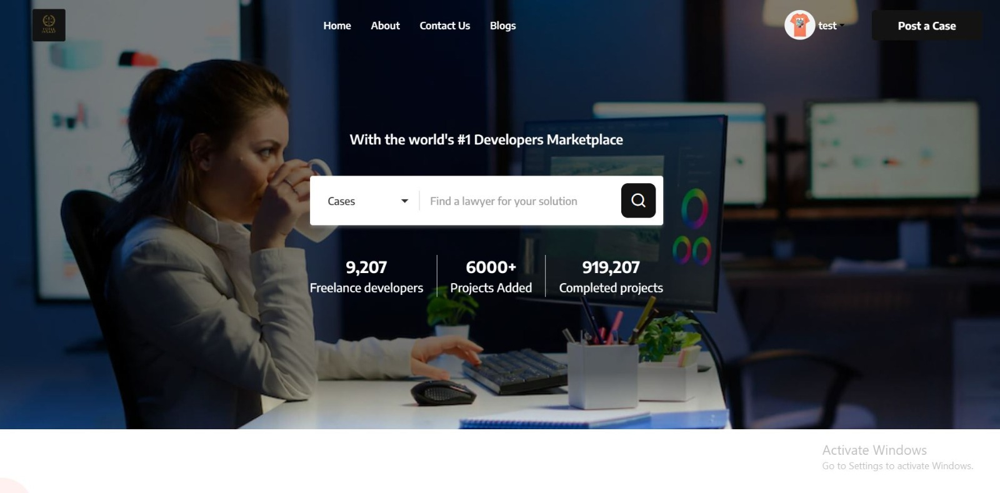 Home About Contact Us Blogs test Post a Case
With the world's #1 Developers Marketplace
Cases Find a lawyer for your solution
9,207 6000+ 919,207
Freelance developers Projects Added Completed projects
Activate Windows
Go to Settings to activate Windows.